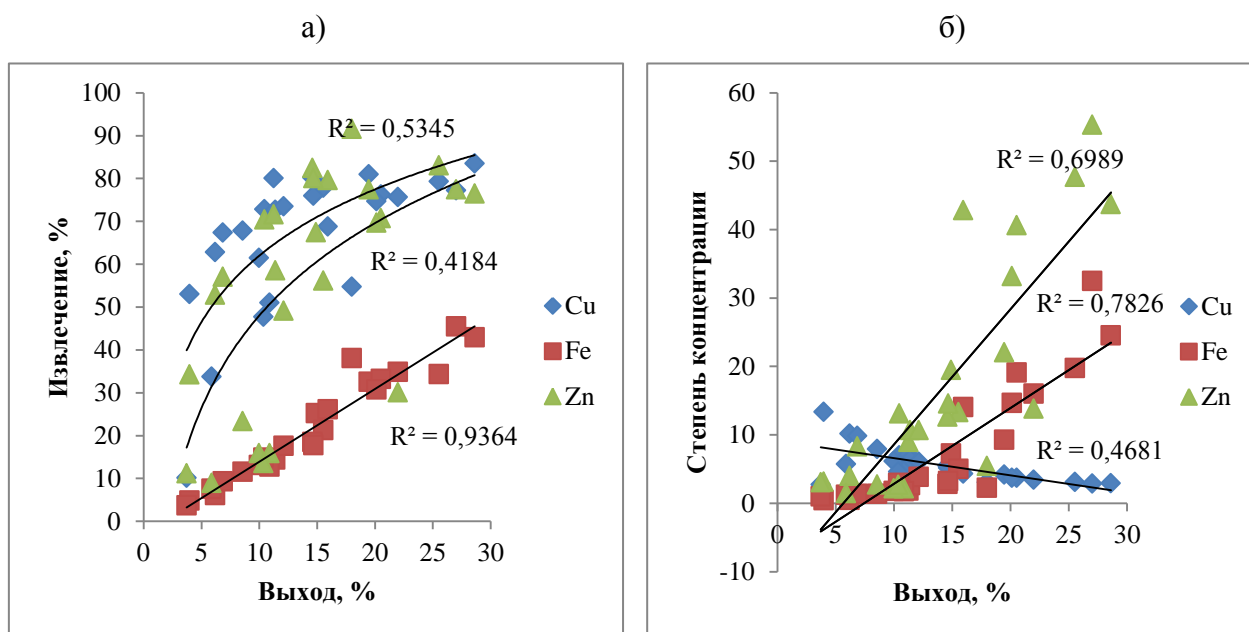 а)
б)
100
90
80
70
60
50
40
30
20
10
0
0
5
10
15
20
25
30
Извлечение, %
Выход, %
R² = 0,5345
R² = 0,4184
R² = 0,9364
Cu
Fe
Zn
60
50
40
30
20
10
0
-10
0
5
10
15
20
25
30
Степень концентрации
Выход, %
R² = 0,6989
R² = 0,7826
R² = 0,4681
Cu
Fe
Zn